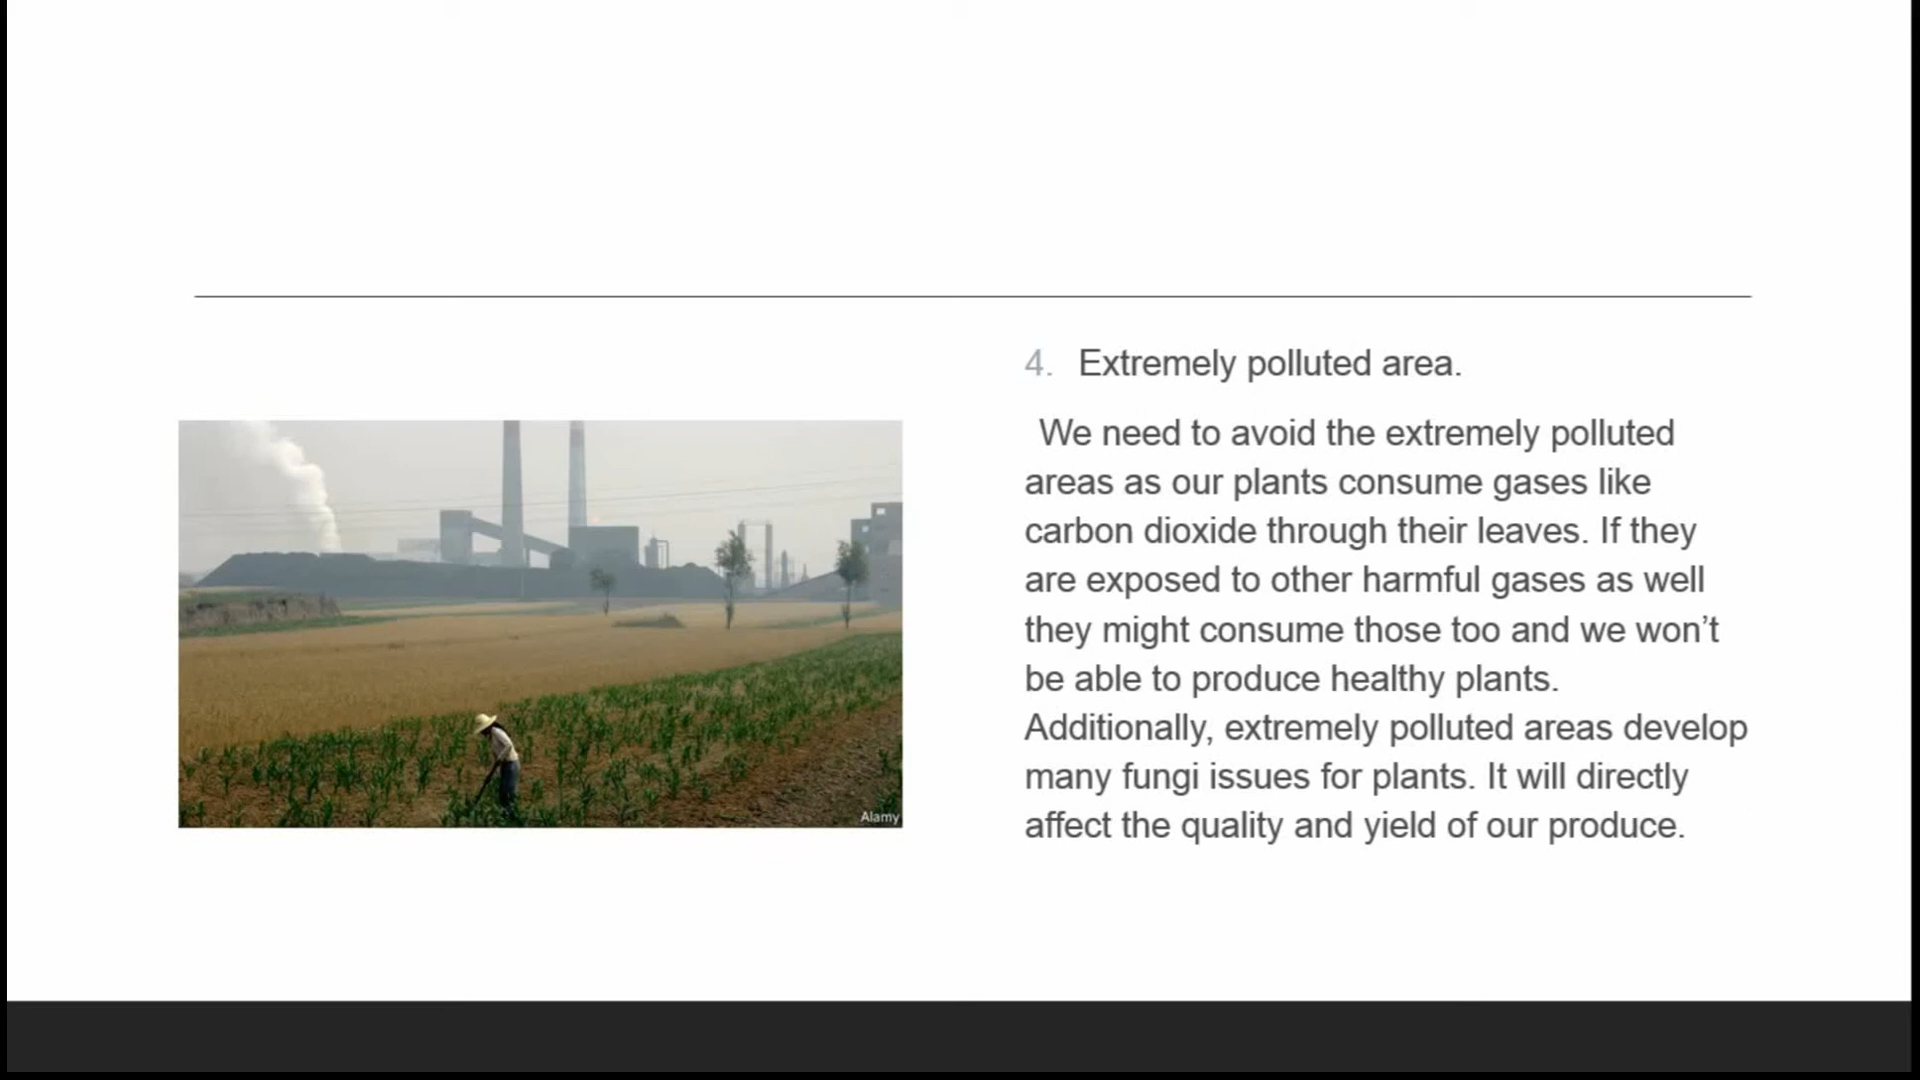 4. Extremely polluted area.
We need to avoid the extremely polluted
areas as our plants consume gases like
carbon dioxide through their leaves. If they
are exposed to other harmful gases as well
they might consume those too and we won’t
be able to produce healthy plants.
Additionally, extremely polluted areas develop
many fungi issues for plants. It will directly
affect the quality and yield of our produce.
Alamy